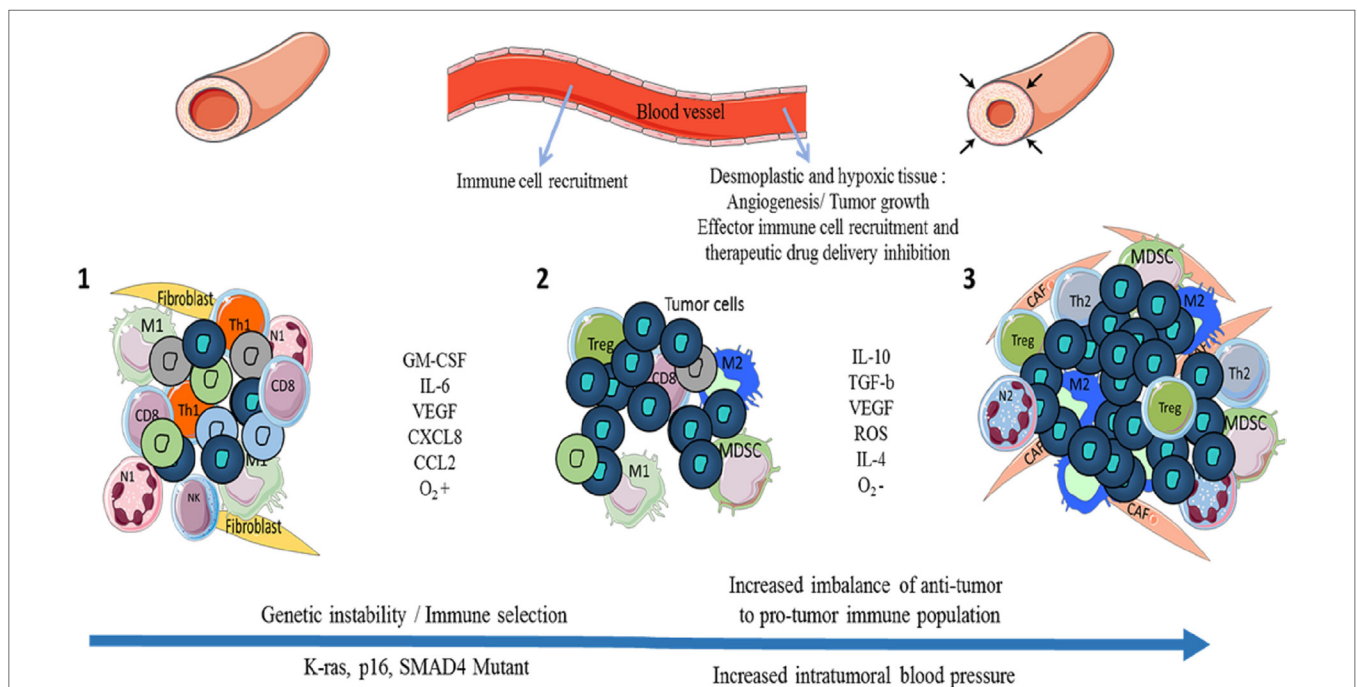 Blood vessel
Immune cell recruitment
Desmoplastic and hypoxic tissue :
Angiogenesis/ Tumor growth
Effector immune cell recruitment and
therapeutic drug delivery inhibition
1
Fibroblast
M1
Th1
N1
CD8
Th1
CD8
M1
N1
NK
Fibroblast
GM-CSF
IL-6
VEGF
CXCL8
CCL2
O₂+
2
Tumor cells
Treg
CD8
M2
M1
MDSC
IL-10
TGF-b
VEGF
ROS
IL-4
O₂-
3
MDSC
CAF
Th2
M2
Treg
CAF
Th2
M2
N2
Treg
MDSC
CAF
CAF
Genetic instability / Immune selection
K-ras, p16, SMAD4 Mutant
Increased imbalance of anti-tumor
to pro-tumor immune population
Increased intratumoral blood pressure